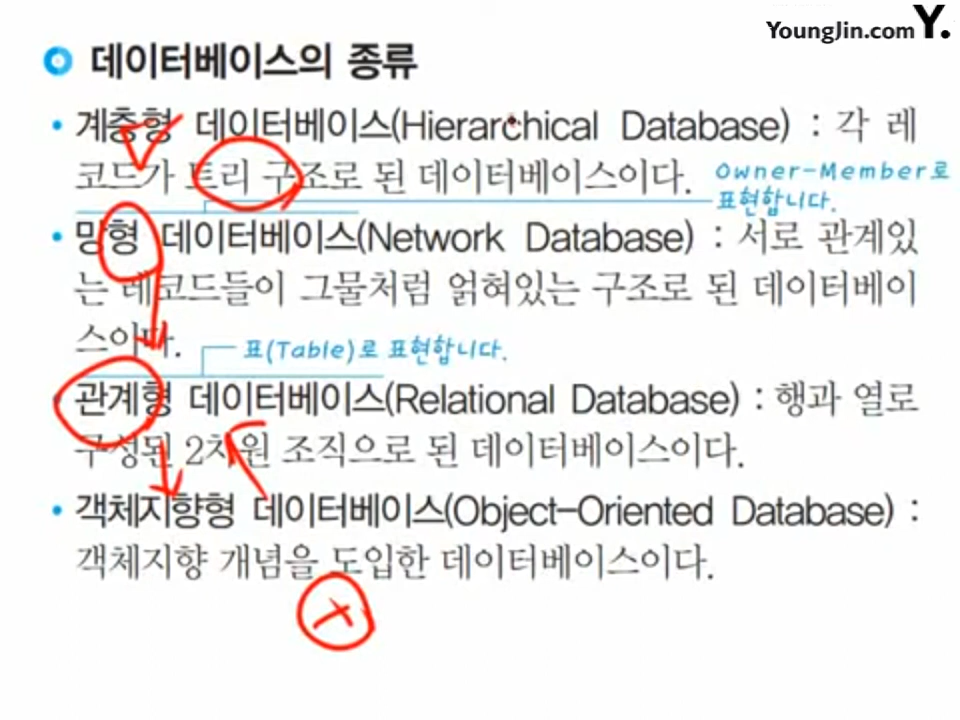 YoungJin.com Y.
데이터베이스의 종류
• 계층형 데이터베이스(Hierarchical Database) : 각 레
코드가 트리 구조로 된 데이터베이스이다.
Owner-Member로
표현합니다.
• 망형 데이터베이스(Network Database) : 서로 관계있
는 레코드들이 그물처럼 얽혀있는 구조로 된 데이터베이
스이다.
표(Table)로 표현합니다.
• 관계형 데이터베이스(Relational Database) : 행과 열로
구성된 2차원 조직으로 된 데이터베이스이다.
• 객체지향형 데이터베이스(Object-Oriented Database) :
객체지향 개념을 도입한 데이터베이스이다.